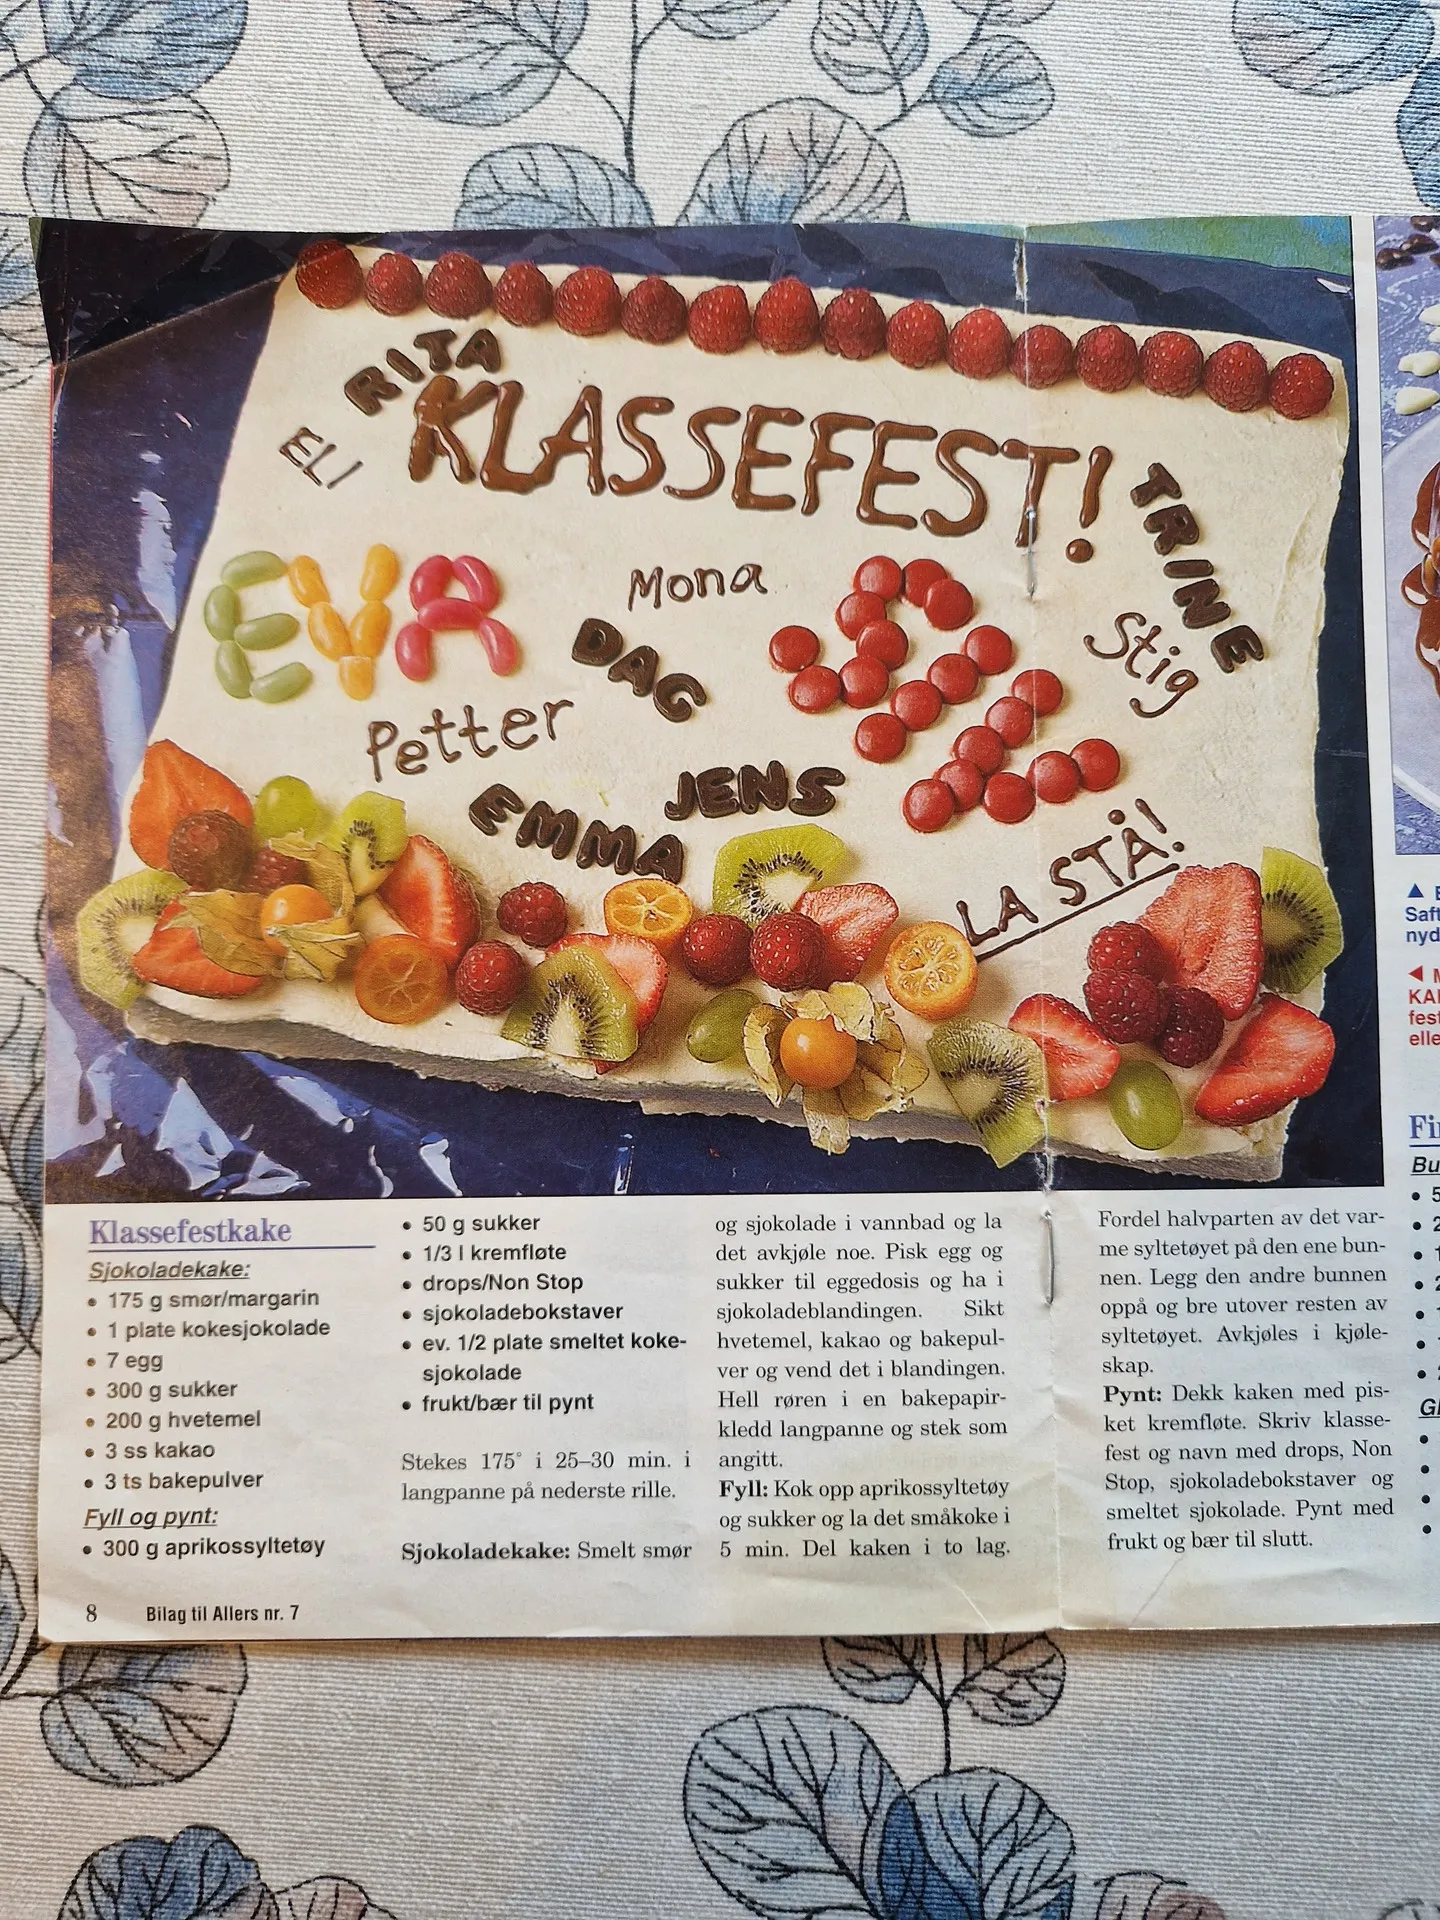 RITA
KLASSEFEST!
ELI
TRINE
EVA
Mona
DAG
Stig
Petter
JENS
EMMA
LA STÅ!
Klassefestkake
Sjokoladekake:
• 175 g smør/margarin
• 1 plate kokesjokolade
• 7 egg
• 300 g sukker
• 200 g hvetemel
• 3 ss kakao
• 3 ts bakepulver
Fyll og pynt:
• 300 g aprikossyltetøy
• 50 g sukker
• 1/3 l kremfløte
• drops/Non Stop
• sjokoladebokstaver
• ev. 1/2 plate smeltet koke-
sjokolade
• frukt/bær til pynt
Stekes 175° i 25–30 min. i
langpanne på nederste rille.
Sjokoladekake: Smelt smør
og sjokolade i vannbad og la
det avkjøle noe. Pisk egg og
sukker til eggedosis og ha i
sjokoladeblandingen. Sikt
hvetemel, kakao og bakepul-
ver og vend det i blandingen.
Hell røren i en bakepapir-
kledd langpanne og stek som
angitt.
Fyll: Kok opp aprikossyltetøy
og sukker og la det småkoke i
5 min. Del kaken i to lag.
Fordel halvparten av det var-
me syltetøyet på den ene bun-
nen. Legg den andre bunnen
oppå og bre utover resten av
syltetøyet. Avkjøles i kjøle-
skap.
Pynt: Dekk kaken med pis-
ket kremfløte. Skriv klasse-
fest og navn med drops, Non
Stop, sjokoladebokstaver og
smeltet sjokolade. Pynt med
frukt og bær til slutt.
8 Bilag til Allers nr. 7
Saft
nyd
fest
elle